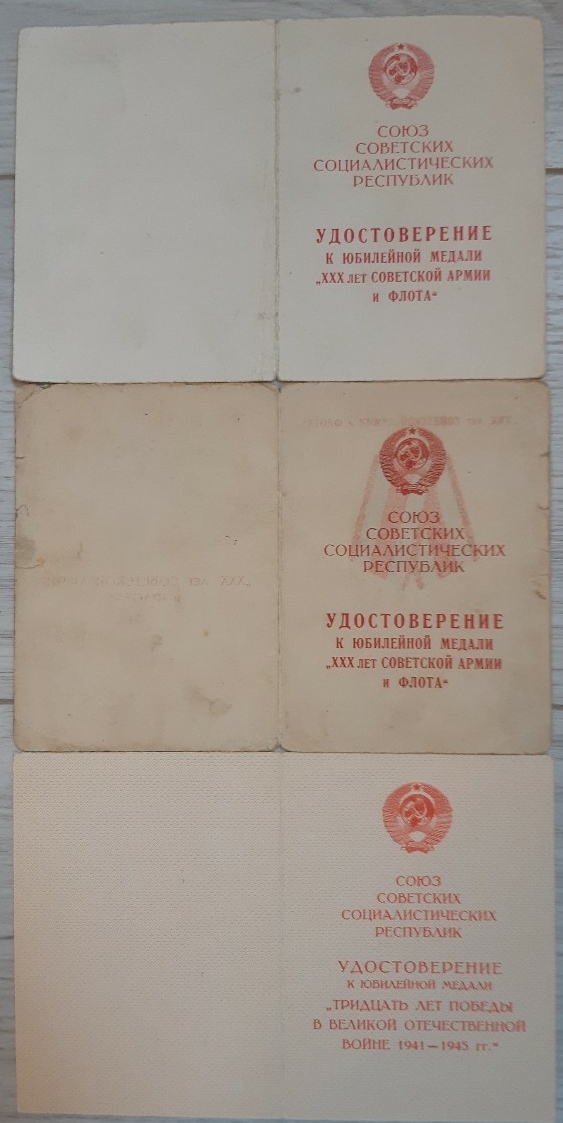 СОЮЗ
СОВЕТСКИХ
СОЦИАЛИСТИЧЕСКИХ
РЕСПУБЛИК
УДОСТОВЕРЕНИЕ
К ЮБИЛЕЙНОЙ МЕДАЛИ
„XXX ЛЕТ СОВЕТСКОЙ АРМИИ
И ФЛОТА“
СОЮЗ
СОВЕТСКИХ
СОЦИАЛИСТИЧЕСКИХ
РЕСПУБЛИК
УДОСТОВЕРЕНИЕ
К ЮБИЛЕЙНОЙ МЕДАЛИ
„XXX ЛЕТ СОВЕТСКОЙ АРМИИ
И ФЛОТА“
СОЮЗ
СОВЕТСКИХ
СОЦИАЛИСТИЧЕСКИХ
РЕСПУБЛИК
УДОСТОВЕРЕНИЕ
К ЮБИЛЕЙНОЙ МЕДАЛИ
„ТРИДЦАТЬ ЛЕТ ПОБЕДЫ
В ВЕЛИКОЙ ОТЕЧЕСТВЕННОЙ
ВОЙНЕ 1941—1945 гг.“